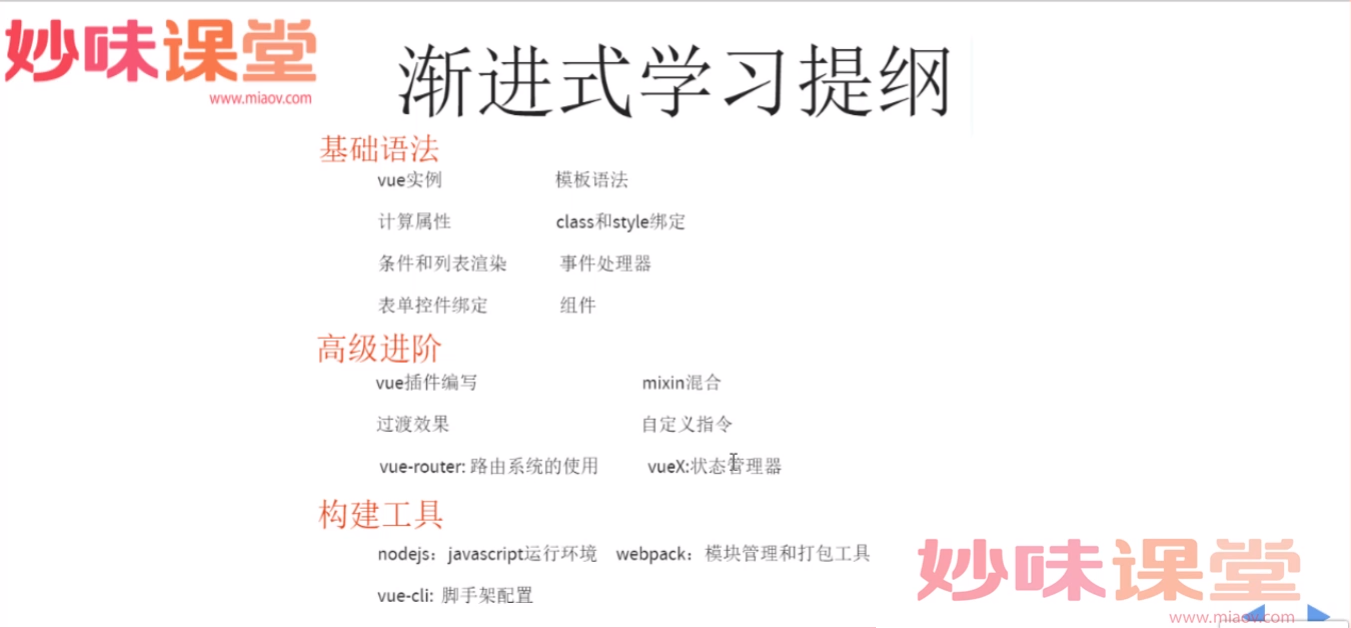 妙味课堂
www.miaov.com
渐进式学习提纲
基础语法
vue实例 模板语法
计算属性 class和style绑定
条件和列表渲染 事件处理器
表单控件绑定 组件
高级进阶
vue插件编写 mixin混合
过渡效果 自定义指令
vue-router: 路由系统的使用 vueX:状态管理器
构建工具
nodejs：javascript运行环境 webpack：模块管理和打包工具
vue-cli: 脚手架配置
妙味课堂
www.miaov.com